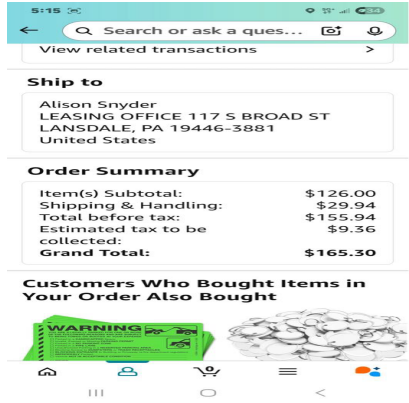 5:15
View related transactions >
Search or ask a ques...
Ship to
Alison Snyder
LEASING OFFICE 117 S BROAD ST
LANSDALE, PA 19446-3881
United States
Order Summary
Item(s) Subtotal: $126.00
Shipping & Handling: $29.94
Total before tax: $155.94
Estimated tax to be $9.36
collected:
Grand Total: $165.30
Customers Who Bought Items in
Your Order Also Bought
WARNING